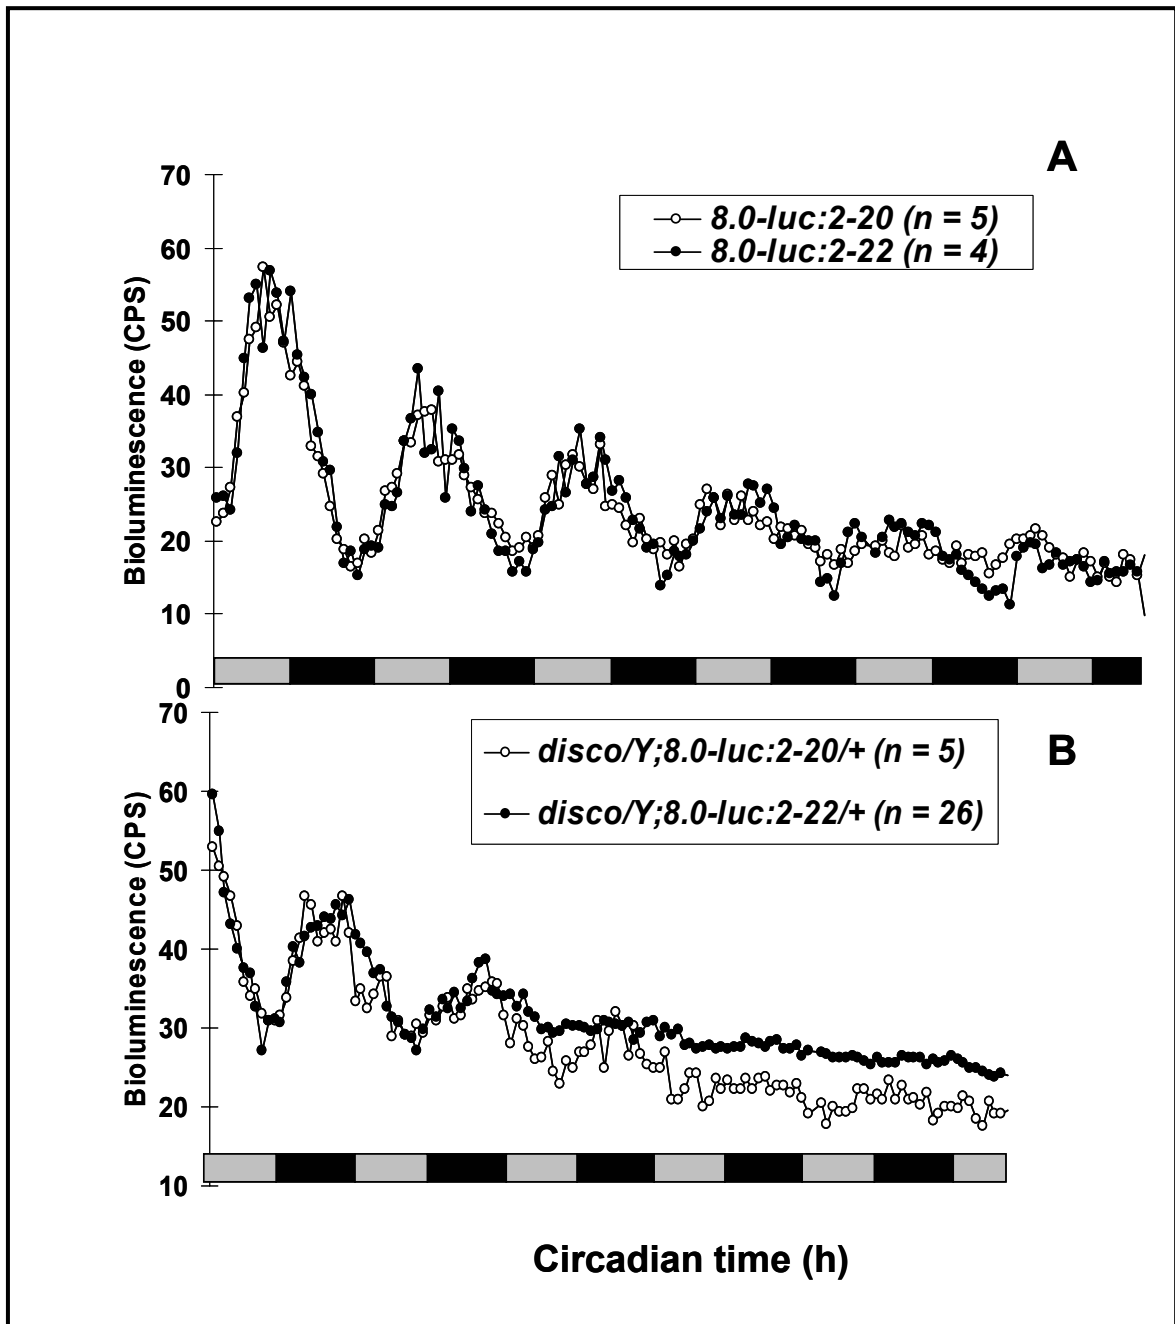 A
70
60
50
40
30
20
10
0
Bioluminescence (CPS)
8.0-luc:2-20 (n = 5)
8.0-luc:2-22 (n = 4)
B
70
60
50
40
30
20
10
Bioluminescence (CPS)
disco/Y;8.0-luc:2-20/+ (n = 5)
disco/Y;8.0-luc:2-22/+ (n = 26)
Circadian time (h)